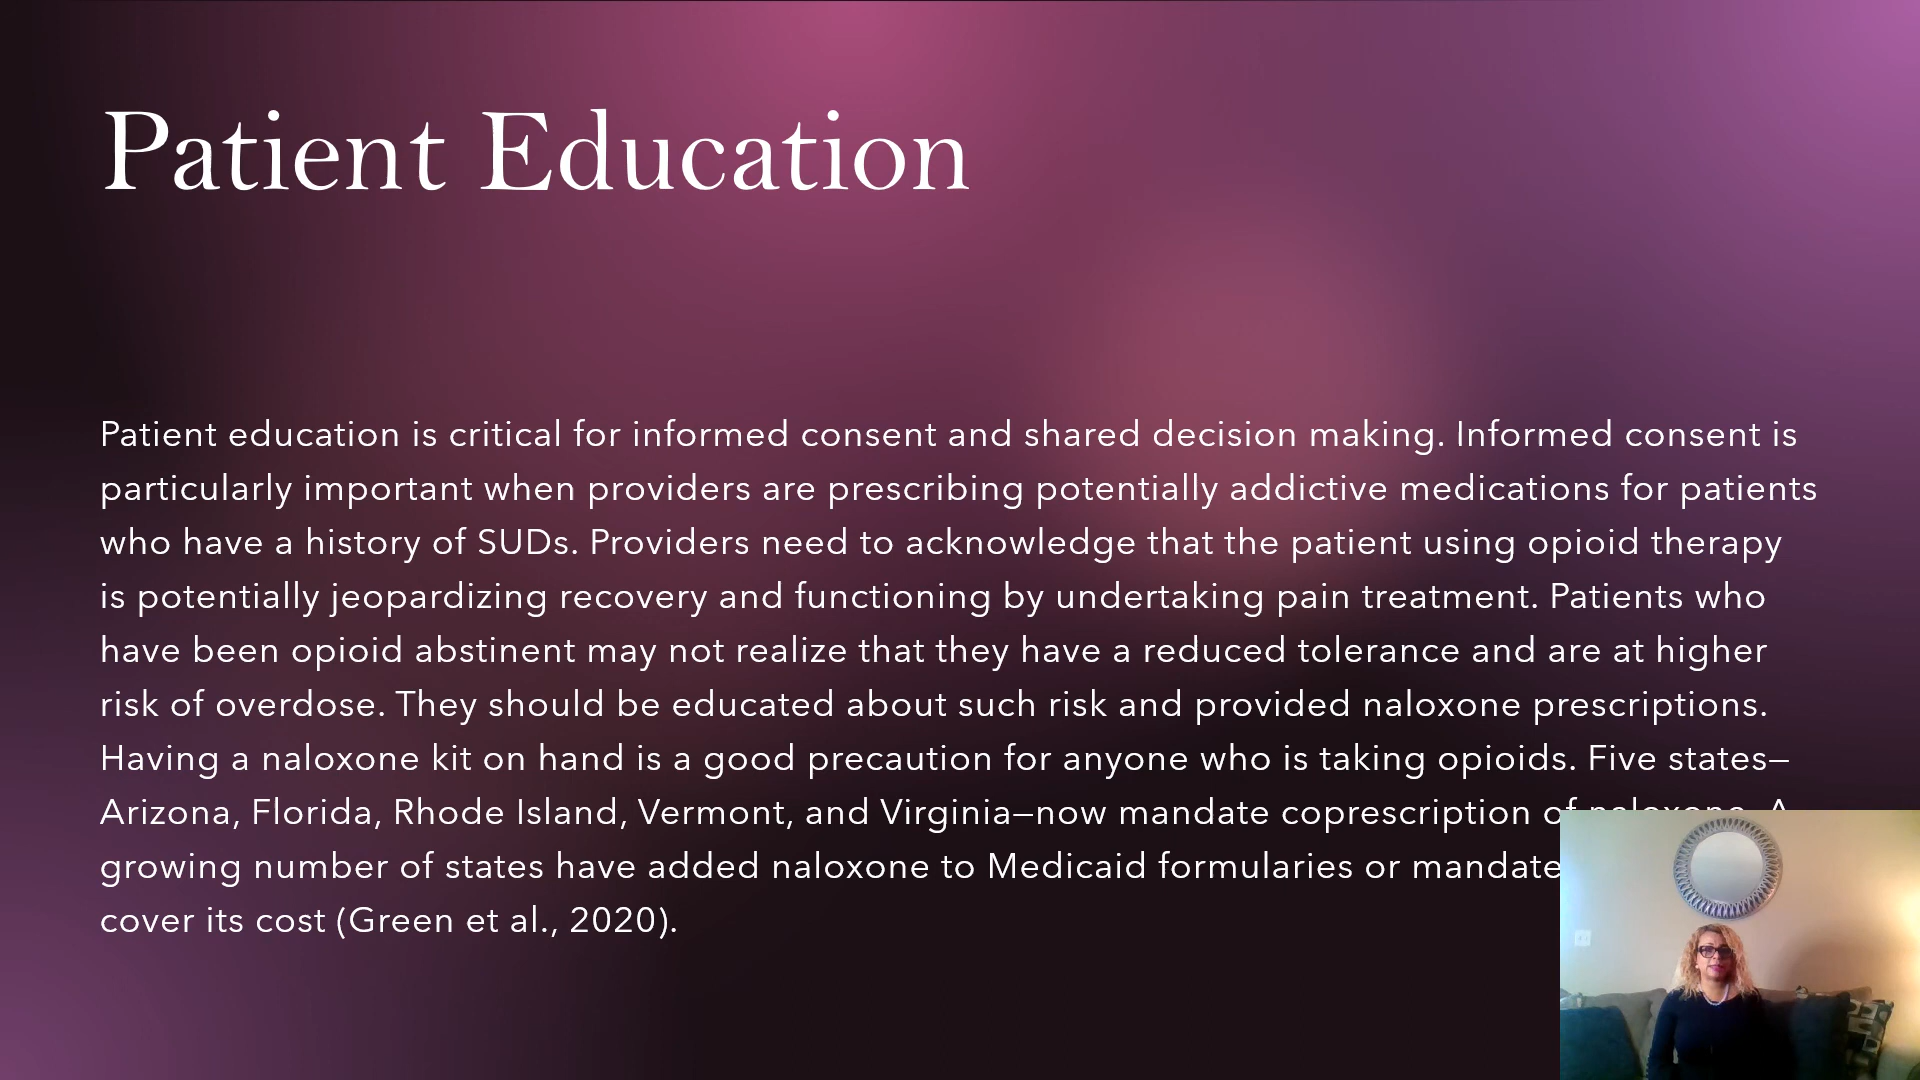 Patient Education
Patient education is critical for informed consent and shared decision making. Informed consent is
particularly important when providers are prescribing potentially addictive medications for patients
who have a history of SUDs. Providers need to acknowledge that the patient using opioid therapy
is potentially jeopardizing recovery and functioning by undertaking pain treatment. Patients who
have been opioid abstinent may not realize that they have a reduced tolerance and are at higher
risk of overdose. They should be educated about such risk and provided naloxone prescriptions.
Having a naloxone kit on hand is a good precaution for anyone who is taking opioids. Five states—
Arizona, Florida, Rhode Island, Vermont, and Virginia—now mandate coprescription of naloxone. A
growing number of states have added naloxone to Medicaid formularies or mandate
cover its cost (Green et al., 2020).